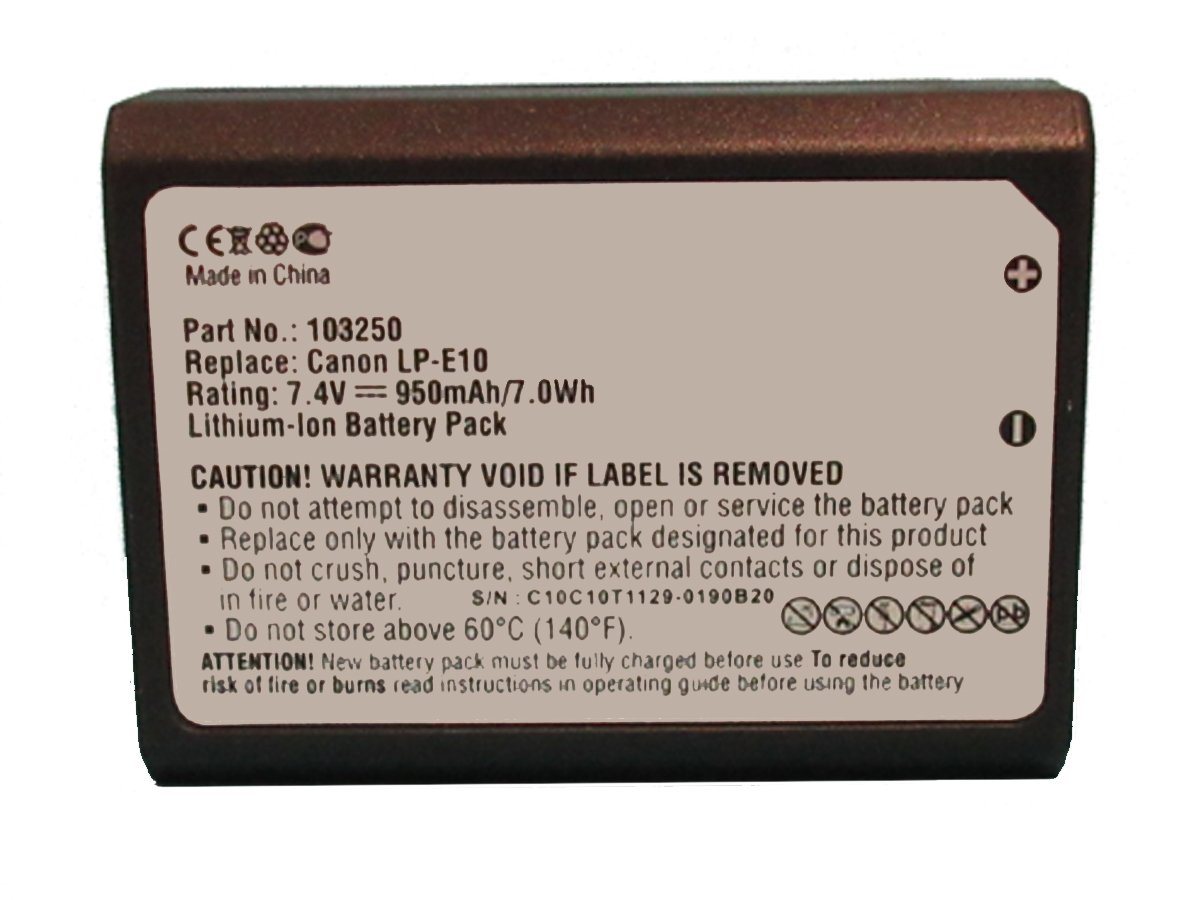 CE
Made in China
Part No.: 103250
Replace: Canon LP-E10
Rating: 7.4V ⎓ 950mAh/7.0Wh
Lithium-Ion Battery Pack
CAUTION! WARRANTY VOID IF LABEL IS REMOVED
▪ Do not attempt to disassemble, open or service the battery pack
▪ Replace only with the battery pack designated for this product
▪ Do not crush, puncture, short external contacts or dispose of
in fire or water. S/N : C10C10T1129-0190B20
▪ Do not store above 60°C (140°F).
ATTENTION! New battery pack must be fully charged before use To reduce
risk of fire or burns read instructions in operating guide before using the battery